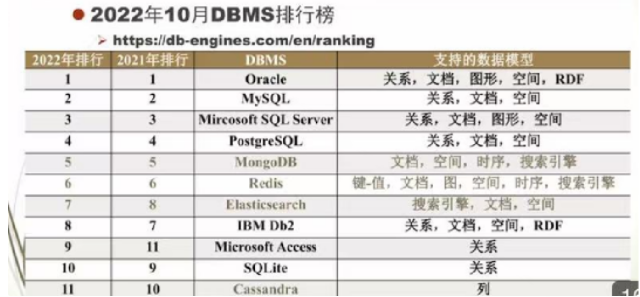 ● 2022年10月DBMS排行榜
➢ https://db-engines.com/en/ranking
2022年排行 2021年排行 DBMS 支持的数据模型
1 1 Oracle 关系，文档，图形，空间，RDF
2 2 MySQL 关系，文档，空间
3 3 Mircosoft SQL Server 关系，文档，图形，空间
4 4 PostgreSQL 关系，文档，空间
5 5 MongoDB 文档，空间，时序，搜索引擎
6 6 Redis 键-值，文档，图，空间，时序，搜索引擎
7 8 Elasticsearch 搜索引擎，文档，空间
8 7 IBM Db2 关系，文档，空间，RDF
9 11 Microsoft Access 关系
10 9 SQLite 关系
11 10 Cassandra 列